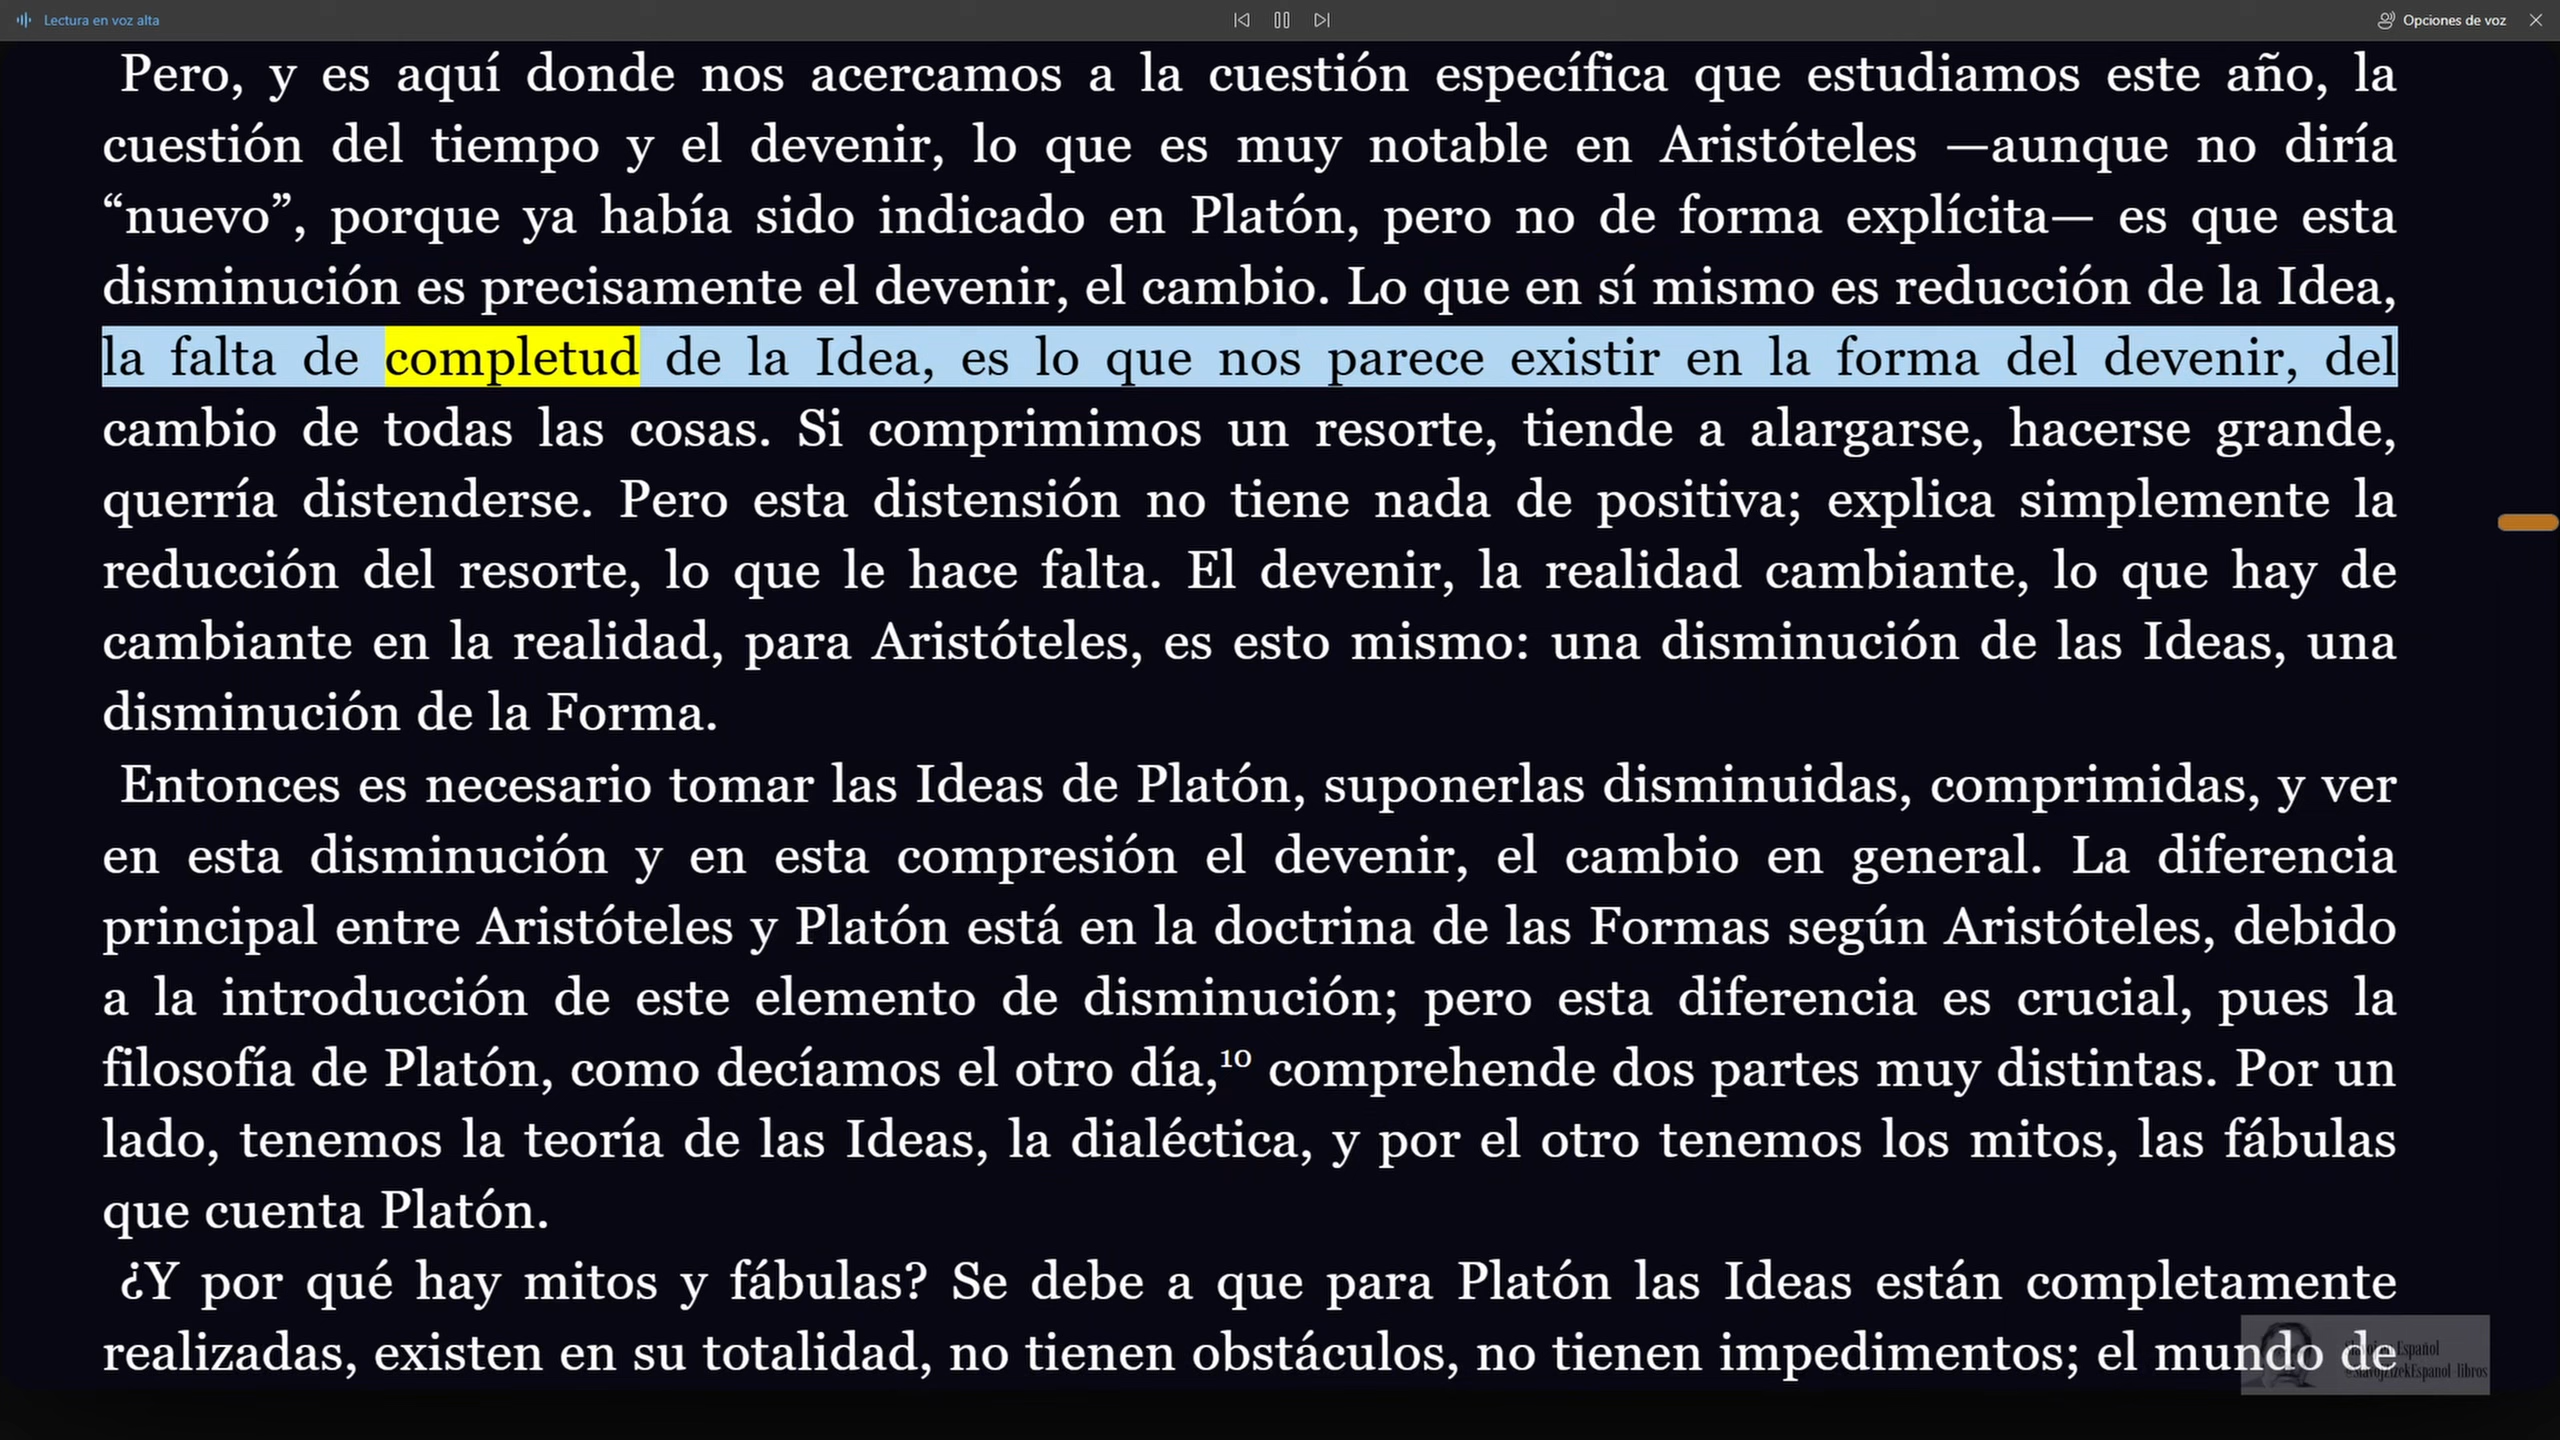 Lectura en voz alta
Opciones de voz
Pero, y es aquí donde nos acercamos a la cuestión específica que estudiamos este año, la
cuestión del tiempo y el devenir, lo que es muy notable en Aristóteles —aunque no diría
“nuevo”, porque ya había sido indicado en Platón, pero no de forma explícita— es que esta
disminución es precisamente el devenir, el cambio. Lo que en sí mismo es reducción de la Idea,
la falta de completud de la Idea, es lo que nos parece existir en la forma del devenir, del
cambio de todas las cosas. Si comprimimos un resorte, tiende a alargarse, hacerse grande,
querría distenderse. Pero esta distensión no tiene nada de positiva; explica simplemente la
reducción del resorte, lo que le hace falta. El devenir, la realidad cambiante, lo que hay de
cambiante en la realidad, para Aristóteles, es esto mismo: una disminución de las Ideas, una
disminución de la Forma.
Entonces es necesario tomar las Ideas de Platón, suponerlas disminuidas, comprimidas, y ver
en esta disminución y en esta compresión el devenir, el cambio en general. La diferencia
principal entre Aristóteles y Platón está en la doctrina de las Formas según Aristóteles, debido
a la introducción de este elemento de disminución; pero esta diferencia es crucial, pues la
filosofía de Platón, como decíamos el otro día,¹⁰ comprehende dos partes muy distintas. Por un
lado, tenemos la teoría de las Ideas, la dialéctica, y por el otro tenemos los mitos, las fábulas
que cuenta Platón.
¿Y por qué hay mitos y fábulas? Se debe a que para Platón las Ideas están completamente
realizadas, existen en su totalidad, no tienen obstáculos, no tienen impedimentos; el mundo de
Español